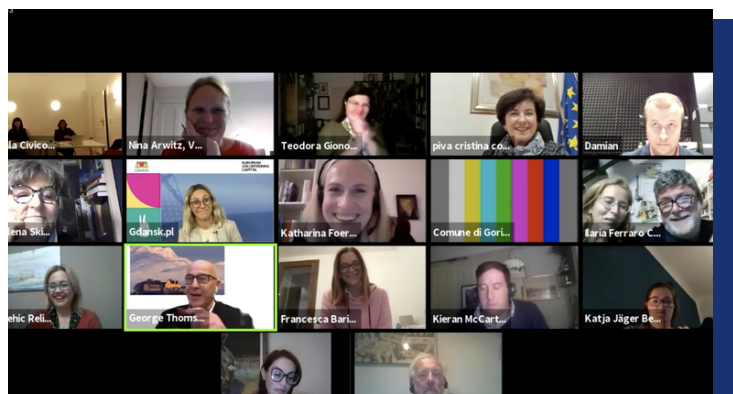 la Civico...
Nina Arwitz, V...
Teodora Giono...
piva cristina co...
Damian
EUROPEAN
VOLUNTEERING
CAPITAL
lena Ski...
Gdansk.pl
Katharina Foer...
Comune di Gori...
Ilaria Ferraro C...
ehic Reli...
George Thoms...
Francesca Bari...
Kieran McCart...
Katja Jäger Be...